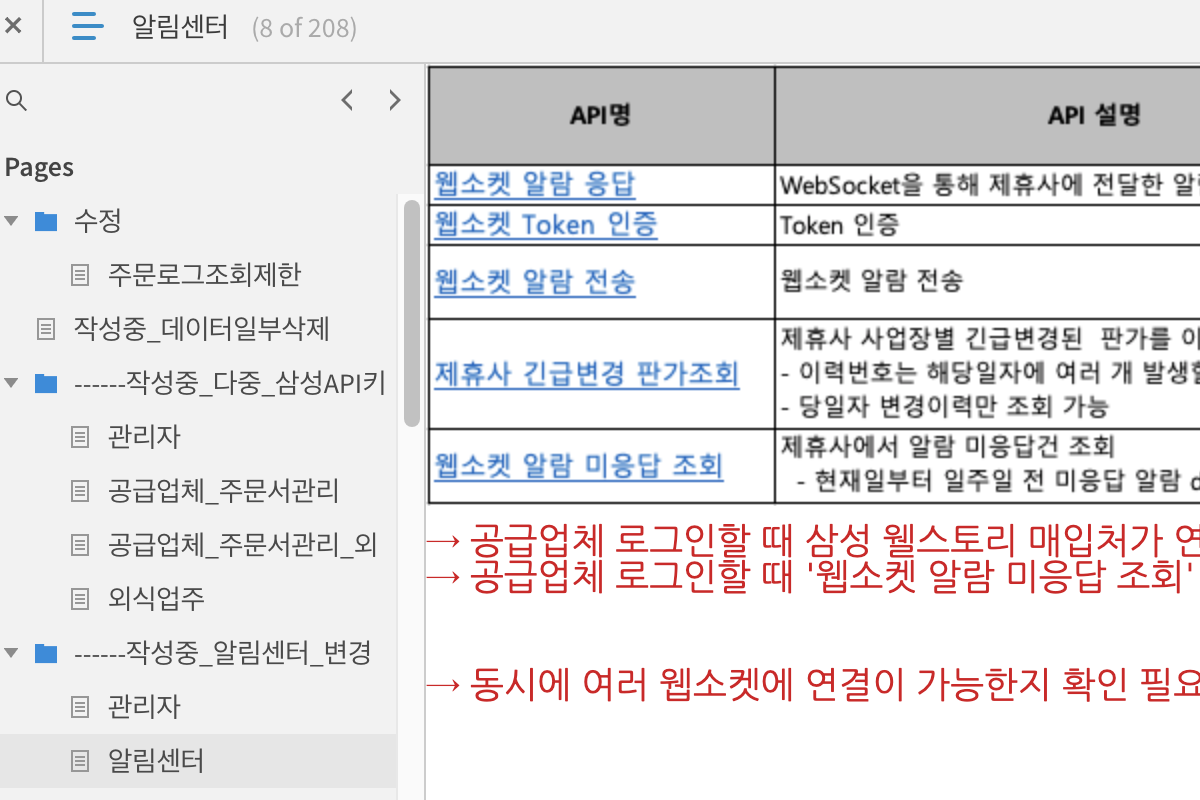 알림센터 (8 of 208)
Pages
수정
주문로그조회제한
작성중_데이터일부삭제
------작성중_다중_삼성API키
관리자
공급업체_주문서관리
공급업체_주문서관리_외
외식업주
------작성중_알림센터_변경
관리자
알림센터
API명 API 설명
웹소켓 알람 응답 WebSocket을 통해 제휴사에 전달한 알
웹소켓 Token 인증 Token 인증
웹소켓 알람 전송 웹소켓 알람 전송
제휴사 긴급변경 판가조회 제휴사 사업장별 긴급변경된 판가를 이
- 이력번호는 해당일자에 여러 개 발생할
- 당일자 변경이력만 조회 가능
웹소켓 알람 미응답 조회 제휴사에서 알람 미응답건 조회
- 현재일부터 일주일 전 미응답 알람 d
→ 공급업체 로그인할 때 삼성 웰스토리 매입처가 연
→ 공급업체 로그인할 때 '웹소켓 알람 미응답 조회'
→ 동시에 여러 웹소켓에 연결이 가능한지 확인 필요